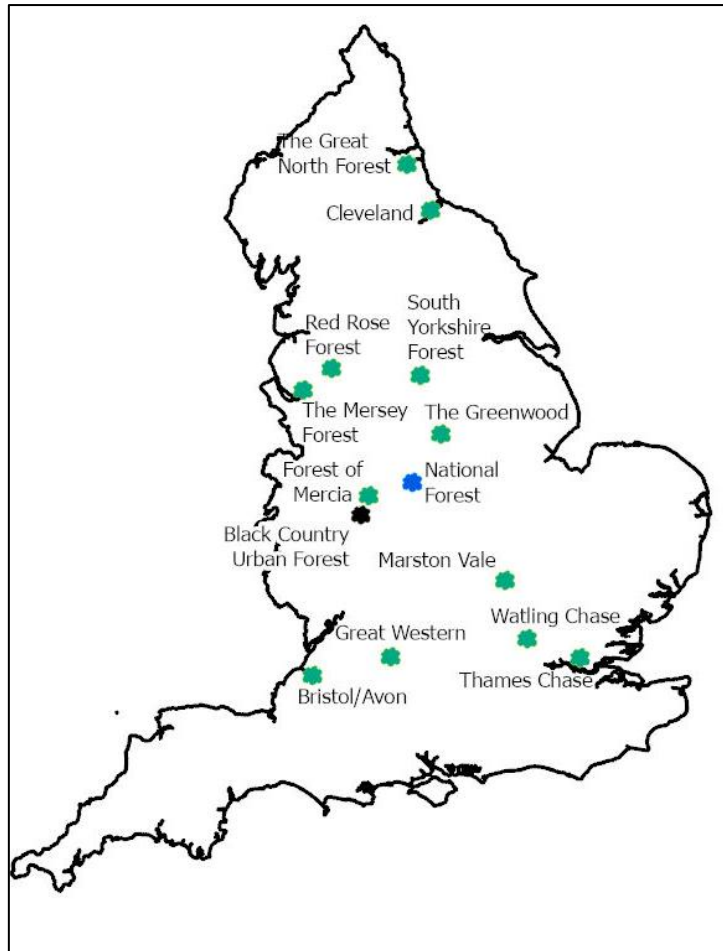 The Great
North Forest
Cleveland
South
Yorkshire
Forest
Red Rose
Forest
The Mersey
Forest
The Greenwood
Forest of
Mercia
National
Forest
Black Country
Urban Forest
Marston Vale
Watling Chase
Great Western
Thames Chase
Bristol/Avon